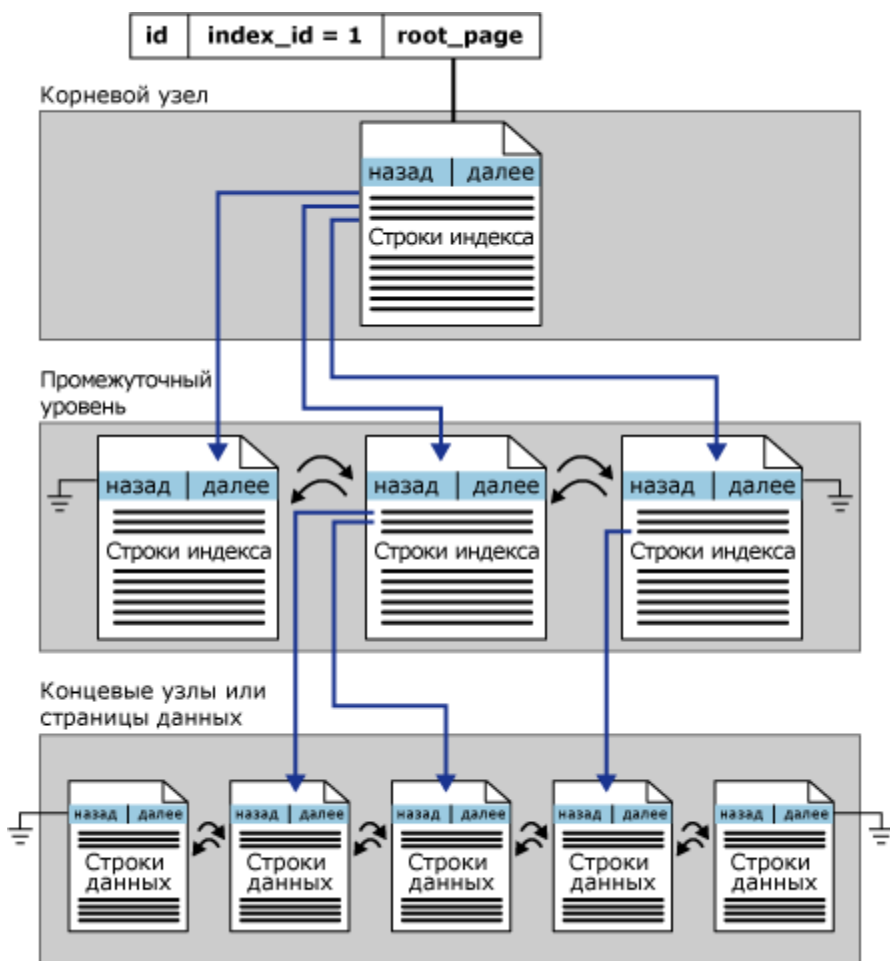 id index_id = 1 root_page
Корневой узел
назад далее
Строки индекса
Промежуточный
уровень
назад далее
Строки индекса
назад далее
Строки индекса
назад далее
Строки индекса
Концевые узлы или
страницы данных
назад далее
Строки
данных
назад далее
Строки
данных
назад далее
Строки
данных
назад далее
Строки
данных
назад далее
Строки
данных